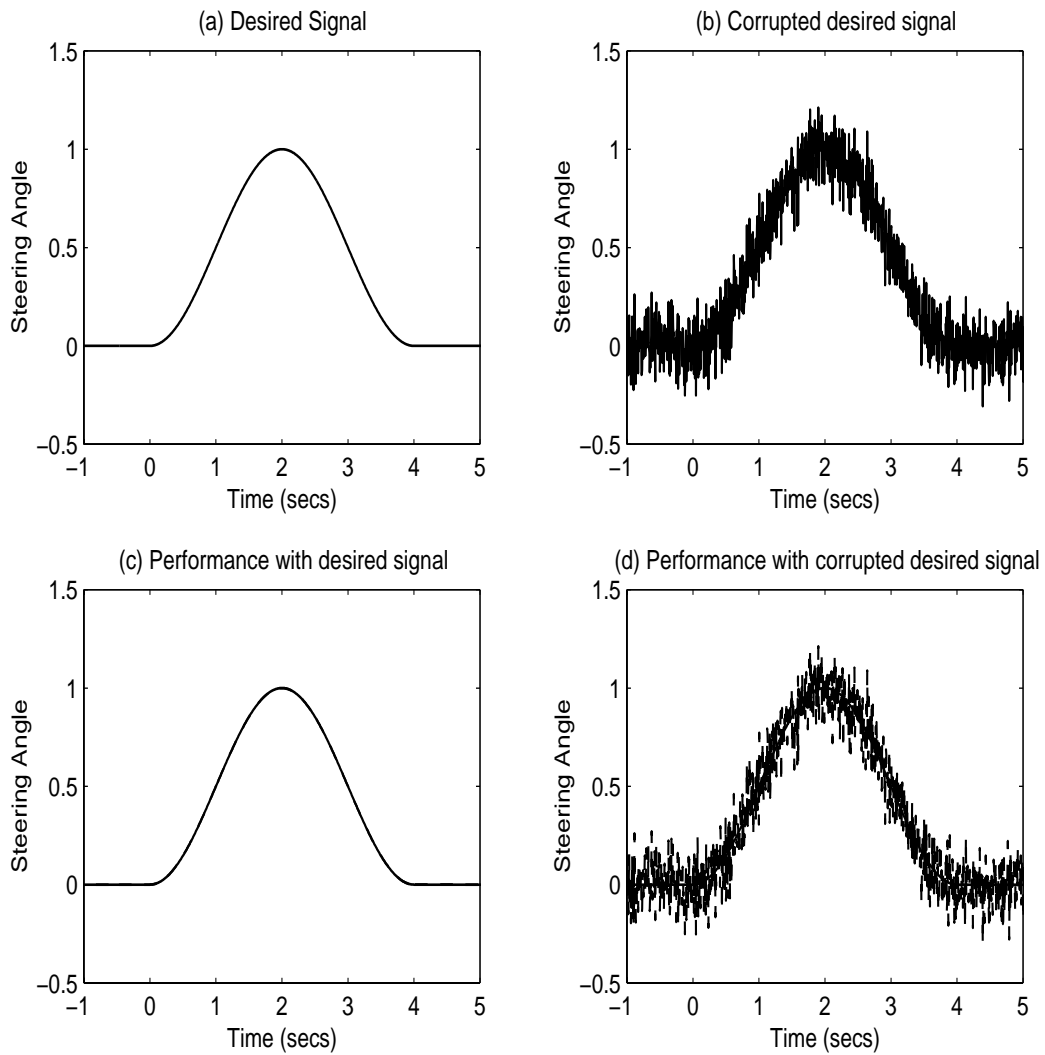 (a) Desired Signal
1.5
1
0.5
0
−0.5
−1 0 1 2 3 4 5
Steering Angle
Time (secs)
(b) Corrupted desired signal
1.5
1
0.5
0
−0.5
−1 0 1 2 3 4 5
Steering Angle
Time (secs)
(c) Performance with desired signal
1.5
1
0.5
0
−0.5
−1 0 1 2 3 4 5
Steering Angle
Time (secs)
(d) Performance with corrupted desired signal
1.5
1
0.5
0
−0.5
−1 0 1 2 3 4 5
Steering Angle
Time (secs)